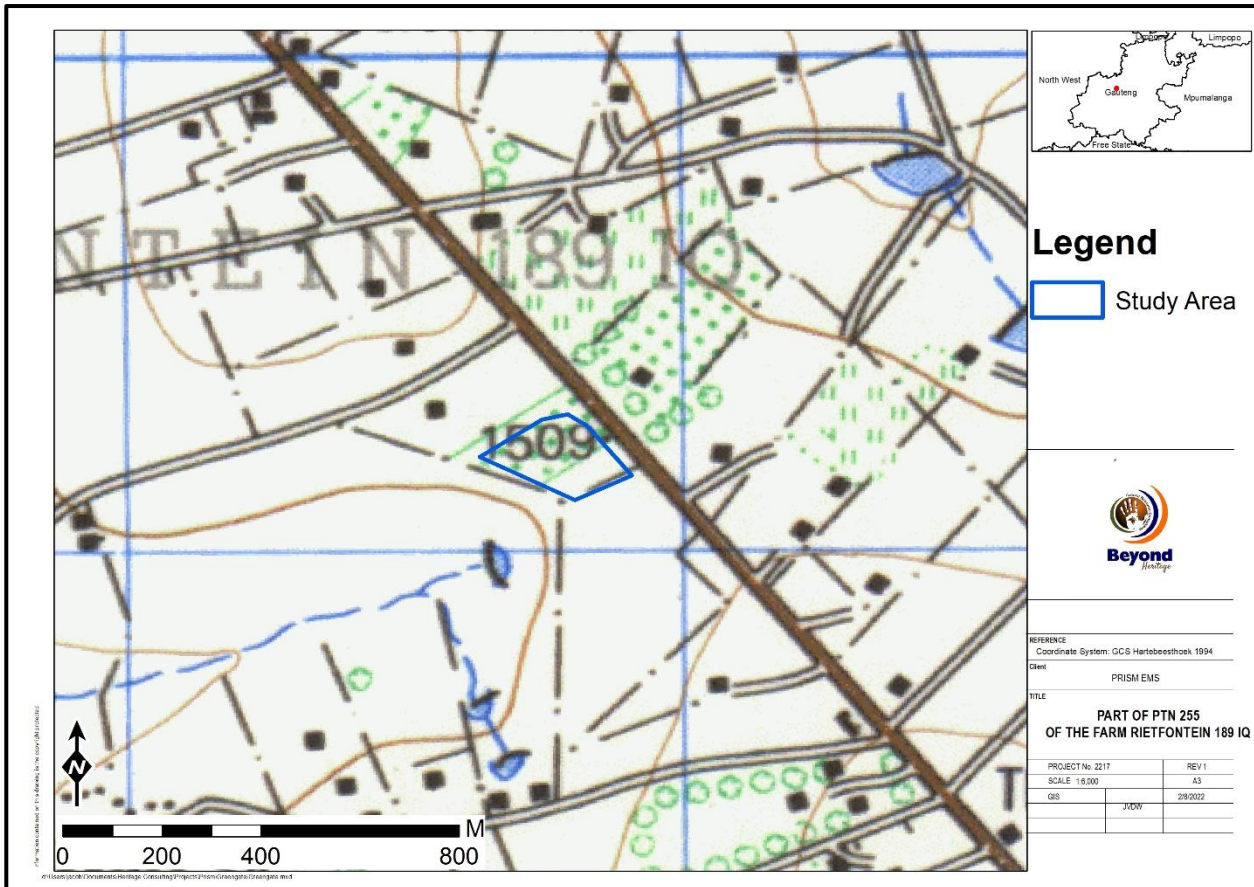 Limpopo
Limpopo
North West
Gauteng
Mpumalanga
Free State
NTEIN 189 IQ
1509
T
Legend
Study Area
Beyond
Heritage
REFERENCE
Coordinate System: GCS Hartebeesthoek 1994
Client
PRISM EMS
TITLE
PART OF PTN 255
OF THE FARM RIETFONTEIN 189 IQ
PROJECT No. 2217 REV 1
SCALE 1:6,000 A3
GIS JVDW 2/8/2022
N
M
0 200 400 800